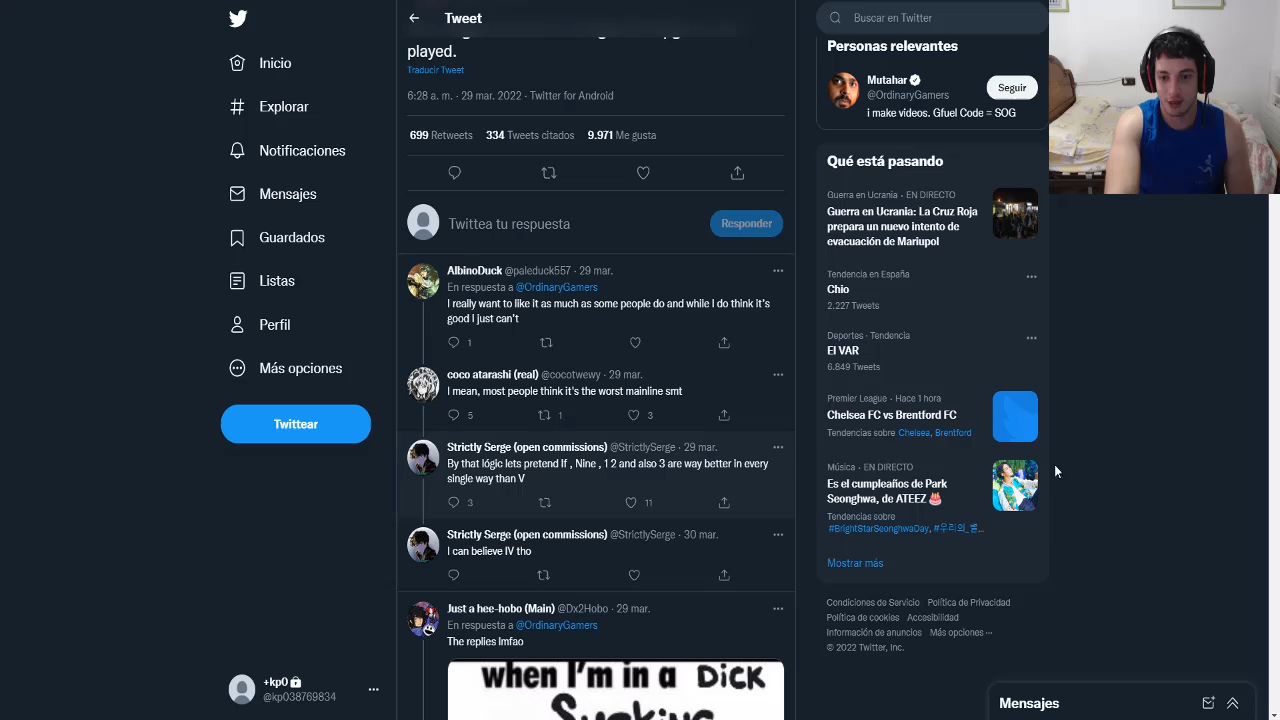 Tweet
Buscar en Twitter
Inicio
Explorar
Notificaciones
Mensajes
Guardados
Listas
Perfil
Más opciones
Twittear
+kp0
@kp038769834
played.
Traducir Tweet
6:28 a. m. · 29 mar. 2022 · Twitter for Android
699 Retweets 334 Tweets citados 9.971 Me gusta
Twittea tu respuesta
Responder
AlbinoDuck @paleduck557 · 29 mar.
En respuesta a @OrdinaryGamers
I really want to like it as much as some people do and while I do think it's
good I just can't
1
coco atarashi (real) @cocotwewy · 29 mar.
I mean, most people think it's the worst mainline smt
5 1 3
Strictly Serge (open commissions) @StrictlySerge · 29 mar.
By that lógic lets pretend If , Nine , 1 2 and also 3 are way better in every
single way than V
3 11
Strictly Serge (open commissions) @StrictlySerge · 30 mar.
I can believe IV tho
Just a hee-hobo (Main) @Dx2Hobo · 29 mar.
En respuesta a @OrdinaryGamers
The replies lmfao
when I'm in a Dick
Personas relevantes
Mutahar
@OrdinaryGamers
Seguir
i make videos. Gfuel Code = SOG
Qué está pasando
Guerra en Ucrania · EN DIRECTO
Guerra en Ucrania: La Cruz Roja
prepara un nuevo intento de
evacuación de Mariupol
Tendencia en España
Chio
2.227 Tweets
Deportes · Tendencia
El VAR
6.849 Tweets
Premier League · Hace 1 hora
Chelsea FC vs Brentford FC
Tendencias sobre Chelsea, Brentford
Música · EN DIRECTO
Es el cumpleaños de Park
Seonghwa, de ATEEZ 🎂
Tendencias sobre
#BrightStarSeonghwaDay, #우리의_별...
Mostrar más
Condiciones de Servicio Política de Privacidad
Política de cookies Accesibilidad
Información de anuncios Más opciones ···
© 2022 Twitter, Inc.
Mensajes